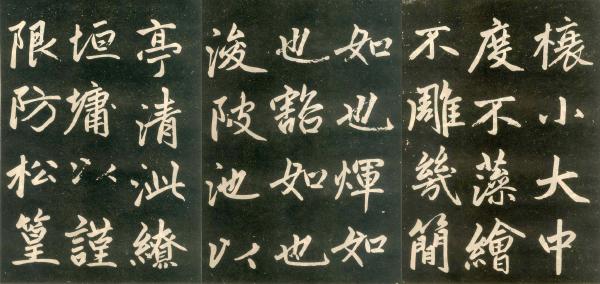 榱小大中
度不藻繪
不雕幾簡
如也煇如
也豁如也
浚陂池以
亭清泚繚
垣墉以謹
限防松篁